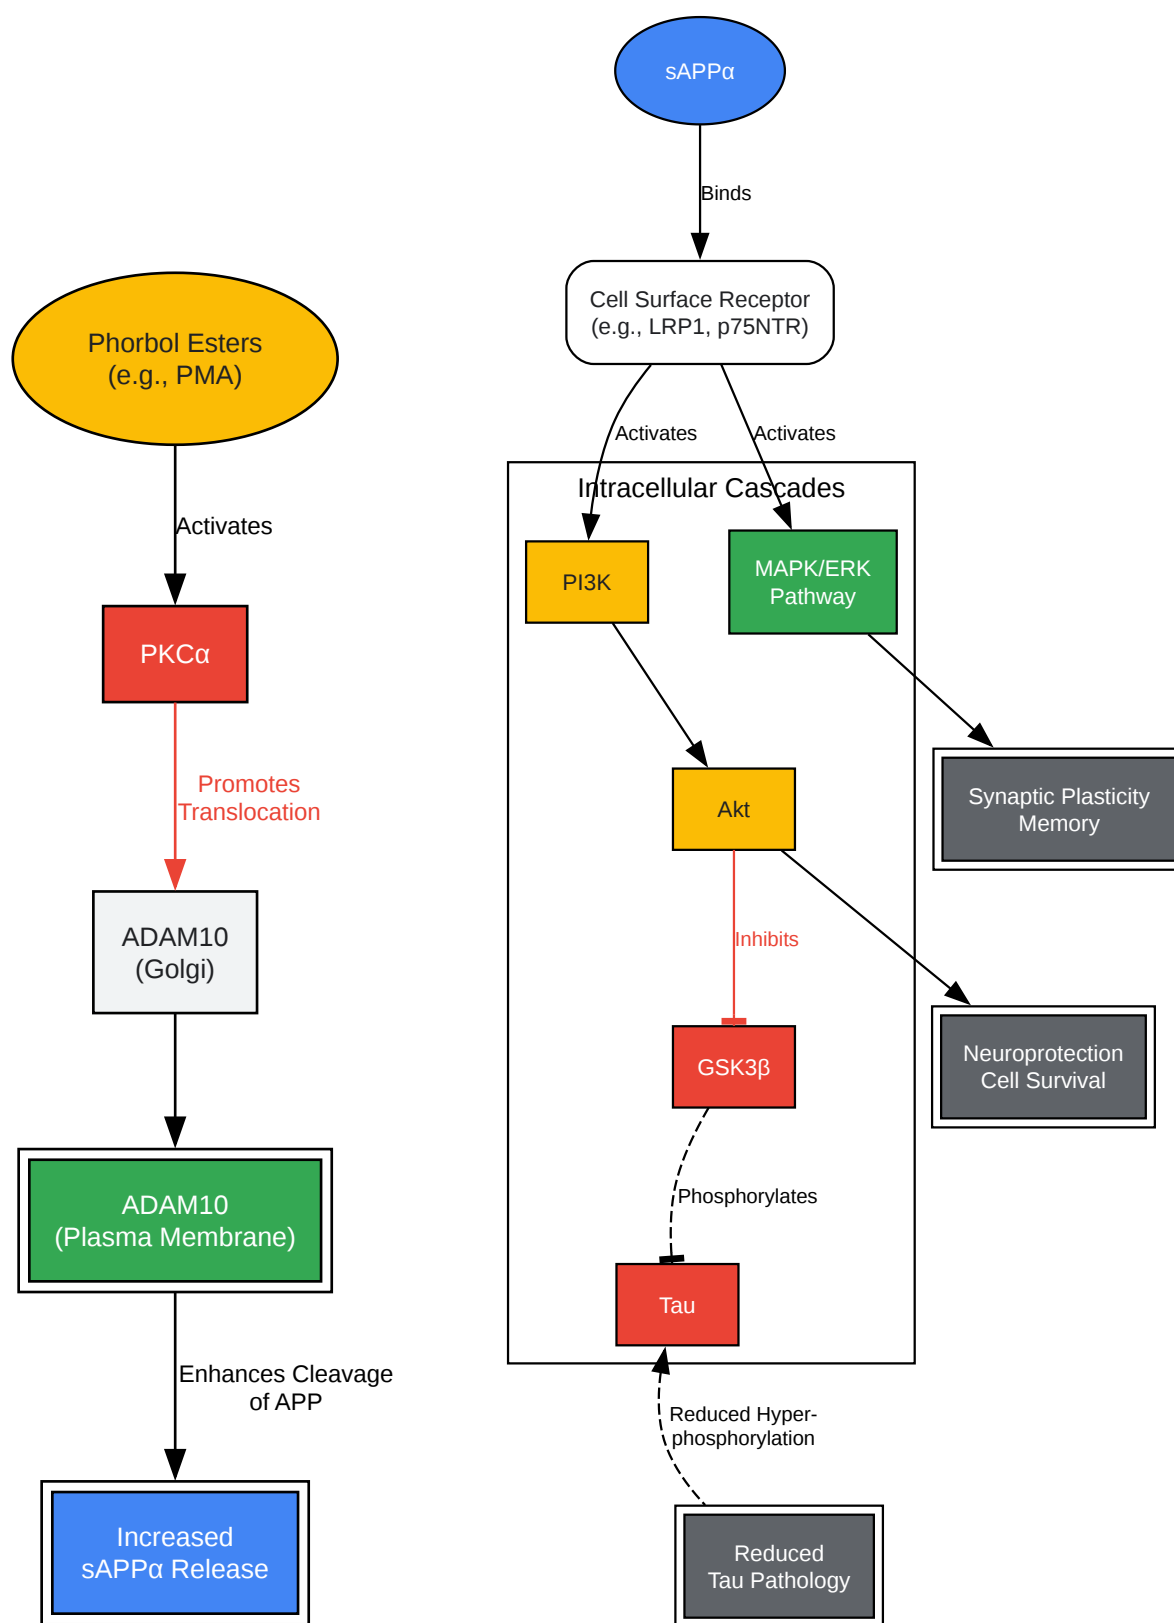 Phorbol Esters
(e.g., PMA)
Activates
PKCα
Promotes
Translocation
ADAM10
(Golgi)
ADAM10
(Plasma Membrane)
Enhances Cleavage
of APP
Increased
sAPPα Release
sAPPα
Binds
Cell Surface Receptor
(e.g., LRP1, p75NTR)
Activates
Activates
Intracellular Cascades
PI3K
MAPK/ERK
Pathway
Synaptic Plasticity
Memory
Akt
Inhibits
Neuroprotection
Cell Survival
GSK3β
Phosphorylates
Tau
Reduced Hyper-
phosphorylation
Reduced
Tau Pathology